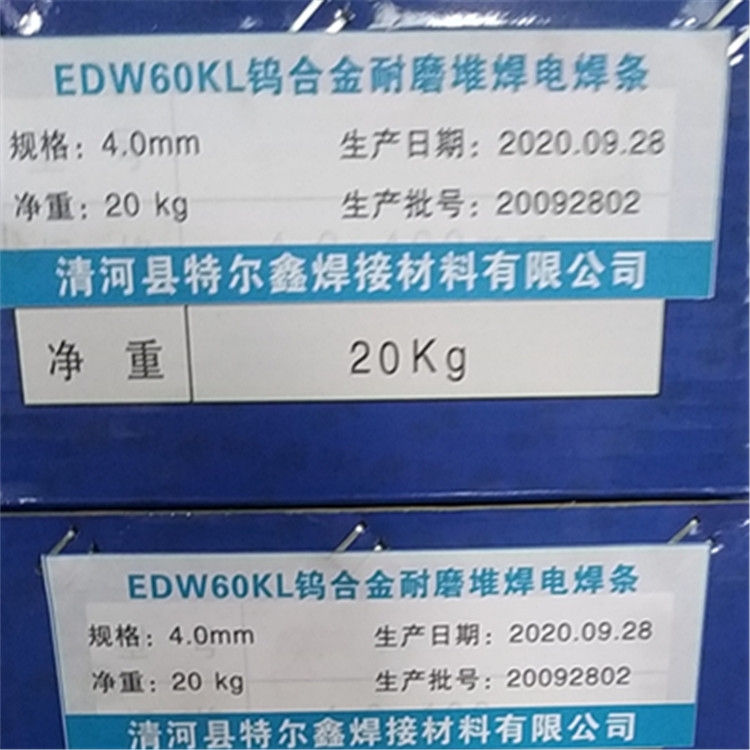 EDW60KL钨合金耐磨堆焊电焊条
规格：4.0mm 生产日期：2020.09.28
净重：20 kg 生产批号：20092802
清河县特尔鑫焊接材料有限公司
净 重 20Kg
EDW60KL钨合金耐磨堆焊电焊条
规格：4.0mm 生产日期：2020.09.28
净重：20 kg 生产批号：20092802
清河县特尔鑫焊接材料有限公司